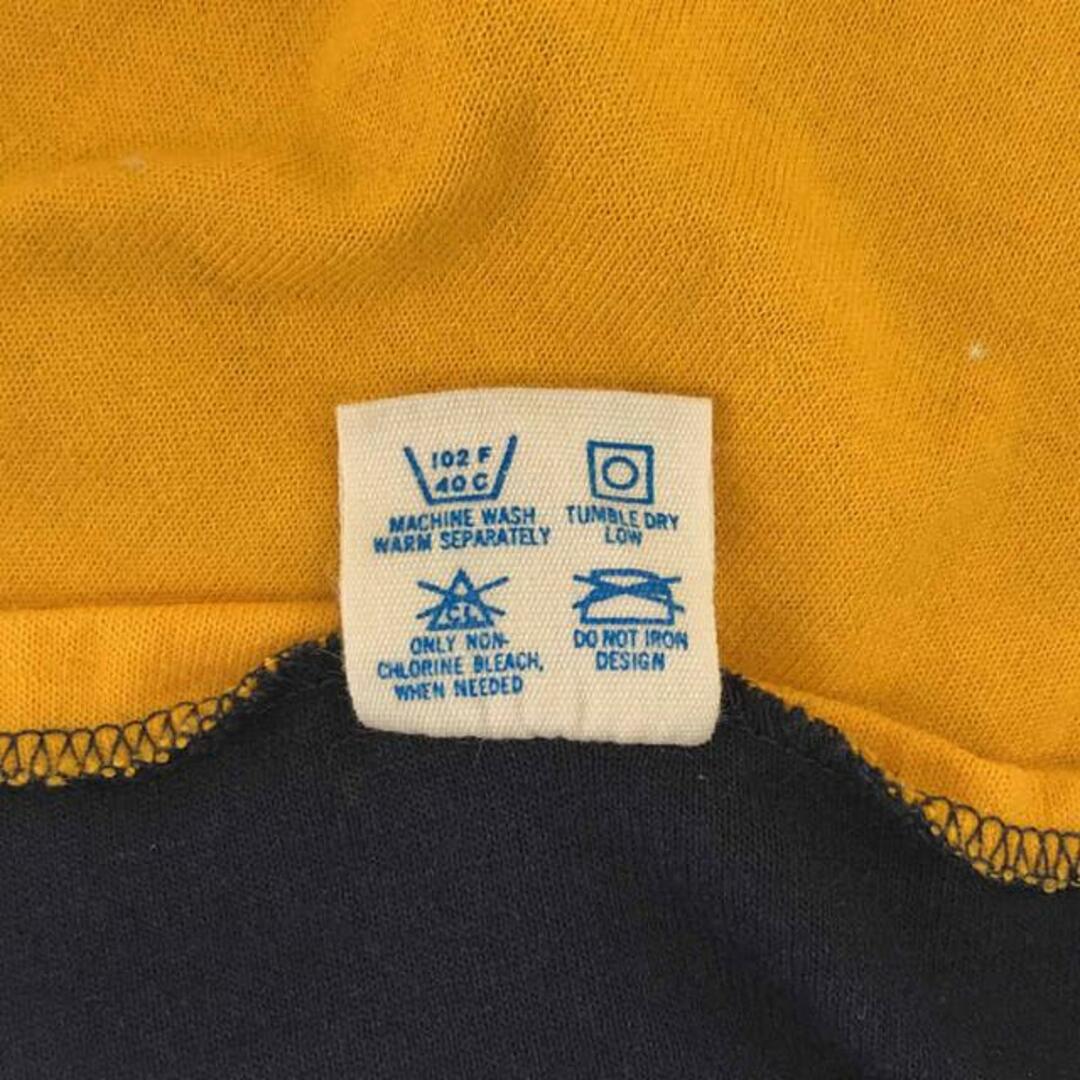 102 F
40 C
MACHINE WASH
WARM SEPARATELY
TUMBLE DRY
LOW
CL
ONLY NON-
CHLORINE BLEACH,
WHEN NEEDED
DO NOT IRON
DESIGN